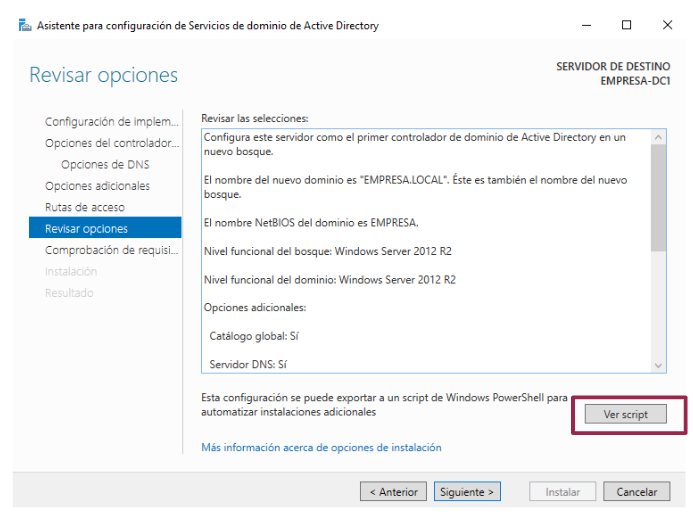 Asistente para configuración de Servicios de dominio de Active Directory
Revisar opciones
SERVIDOR DE DESTINO
EMPRESA-DC1
Configuración de implem...
Opciones del controlador...
Opciones de DNS
Opciones adicionales
Rutas de acceso
Revisar opciones
Comprobación de requisi...
Instalación
Resultado
Revisar las selecciones:
Configura este servidor como el primer controlador de dominio de Active Directory en un
nuevo bosque.
El nombre del nuevo dominio es "EMPRESA.LOCAL". Éste es también el nombre del nuevo
bosque.
El nombre NetBIOS del dominio es EMPRESA.
Nivel funcional del bosque: Windows Server 2012 R2
Nivel funcional del dominio: Windows Server 2012 R2
Opciones adicionales:
Catálogo global: Sí
Servidor DNS: Sí
Esta configuración se puede exportar a un script de Windows PowerShell para
automatizar instalaciones adicionales
Ver script
Más información acerca de opciones de instalación
< Anterior
Siguiente >
Instalar
Cancelar